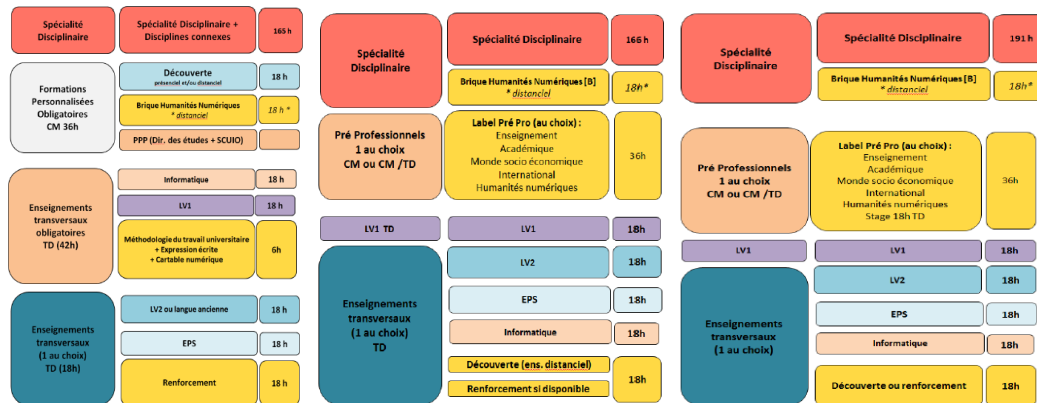 Spécialité
Disciplinaire
Spécialité Disciplinaire +
Disciplines connexes
165 h
Formations
Personnalisées
Obligatoires
CM 36h
Découverte
présenciel et/ou distanciel
18 h
Brique Humanités Numériques
* distanciel
18 h *
PPP (Dir. des études + SCUIO)
Enseignements
transversaux
obligatoires
TD (42h)
Informatique
18 h
LV1
18 h
Méthodologie du travail universitaire
+ Expression écrite
+ Cartable numérique
6h
Enseignements
transversaux
(1 au choix)
TD (18h)
LV2 ou langue ancienne
18 h
EPS
18 h
Renforcement
18 h
Spécialité
Disciplinaire
Spécialité Disciplinaire
166 h
Brique Humanités Numériques [B]
* distanciel
18h*
Pré Professionnels
1 au choix
CM ou CM /TD
Label Pré Pro (au choix) :
Enseignement
Académique
Monde socio économique
International
Humanités numériques
36h
LV1 TD
LV1
18h
Enseignements
transversaux
(1 au choix)
TD
LV2
18h
EPS
18h
Informatique
18h
Découverte (ens. distanciel)
Renforcement si disponible
18h
Spécialité
Disciplinaire
Spécialité Disciplinaire
191 h
Brique Humanités Numériques [B]
* distanciel
18h*
Pré Professionnels
1 au choix
CM ou CM /TD
Label Pré Pro (au choix) :
Enseignement
Académique
Monde socio économique
International
Humanités numériques
Stage 18h TD
36h
LV1
LV1
18h
Enseignements
transversaux
(1 au choix)
LV2
18h
EPS
18h
Informatique
18h
Découverte ou renforcement
18h